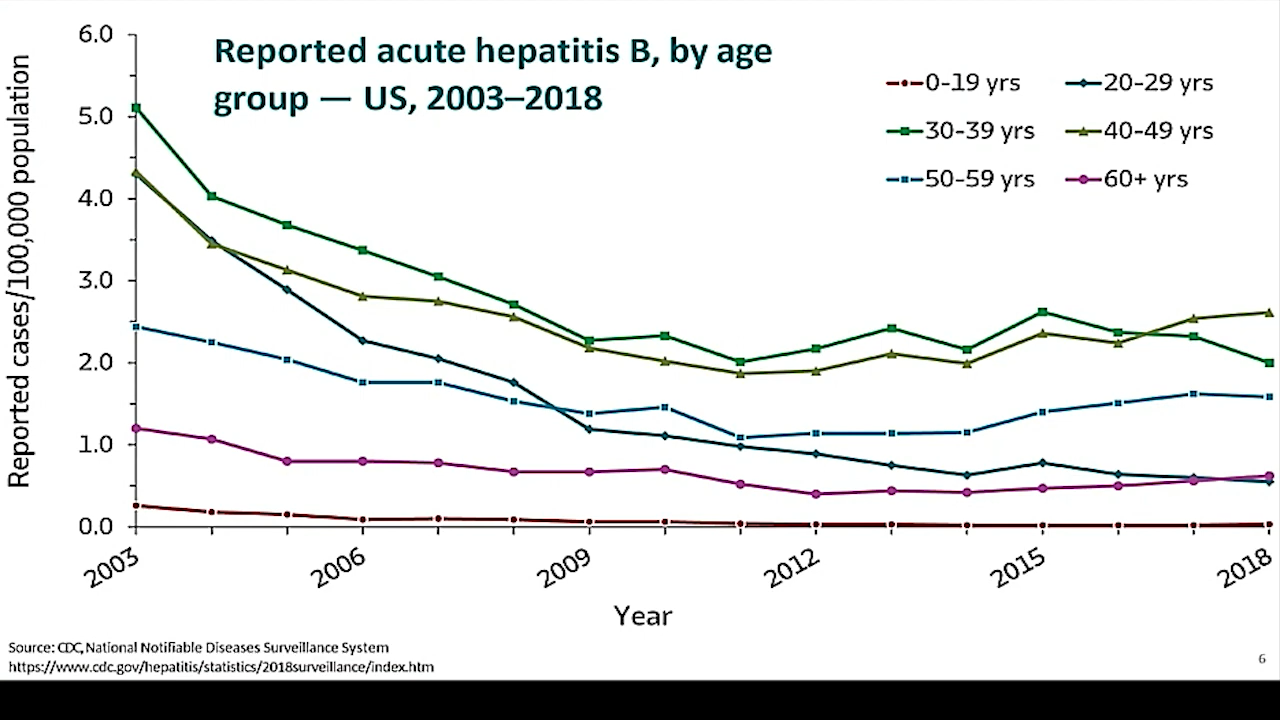 Reported acute hepatitis B, by age
group — US, 2003–2018
0-19 yrs
20-29 yrs
30-39 yrs
40-49 yrs
50-59 yrs
60+ yrs
Reported cases/100,000 population
6.0
5.0
4.0
3.0
2.0
1.0
0.0
2003
2006
2009
2012
2015
2018
Year
Source: CDC, National Notifiable Diseases Surveillance System
https://www.cdc.gov/hepatitis/statistics/2018surveillance/index.htm
6